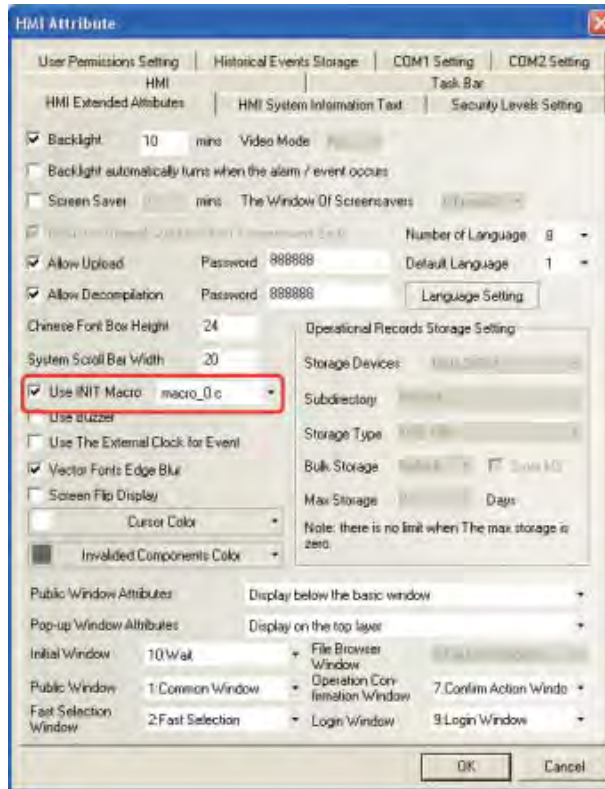 HMI Attribute
User Permissions Setting Historical Events Storage COM1 Setting COM2 Setting
HMI Task Bar
HMI Extended Attributes HMI System Information Text Security Levels Setting
Backlight 10 mins Video Mode
Backlight automatically turns when the alarm / event occurs
Screen Saver mins The Window Of Screensavers
Number of Language 8
Allow Upload Password 888888 Default Language 1
Allow Decompilation Password 888888 Language Setting
Chinese Font Box Height 24 Operational Records Storage Setting
System Scroll Bar Width 20 Storage Devices
Use INIT Macro macro_0.c Subdirectory
Use Buzzer
Use The External Clock for Event Storage Type
Vector Fonts Edge Blur Bulk Storage
Screen Flip Display Max Storage Days
Cursor Color Note: there is no limit when The max storage is
zero.
Invalided Components Color
Public Window Attributes Display below the basic window
Pop-up Window Attributes Display on the top layer
Initial Window 10:Wait File Browser
Window
Public Window 1:Common Window Operation Con-
firmation Window 7.Confirm Action Windo
Fast Selection
Window 2:Fast Selection Login Window 9.Login Window
OK Cancel